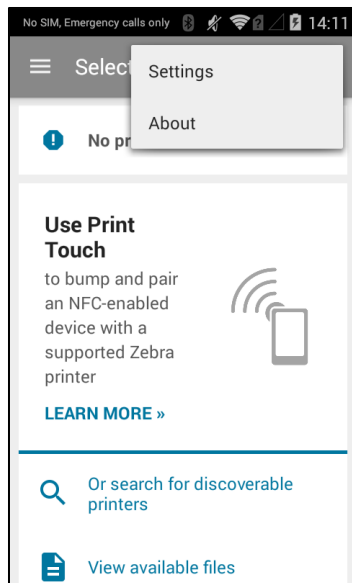 No SIM, Emergency calls only 14:11
Select
Settings
About
No pr
Use Print
Touch
to bump and pair
an NFC-enabled
device with a
supported Zebra
printer
LEARN MORE »
Or search for discoverable
printers
View available files